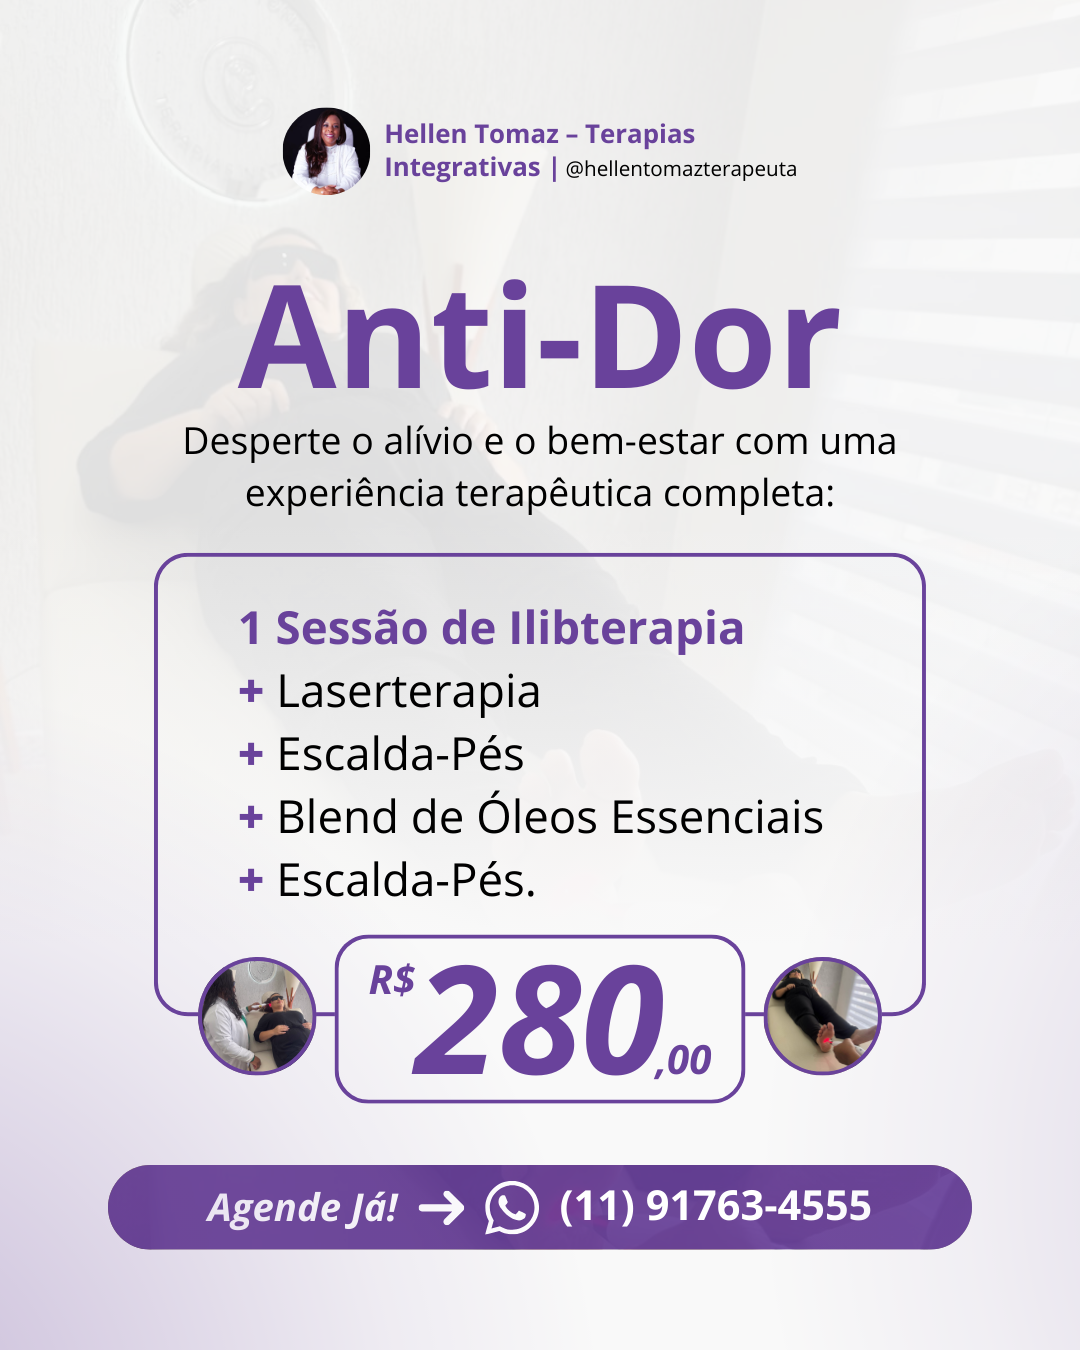 Hellen Tomaz – Terapias
Integrativas | @hellentomazterapeuta
Anti-Dor
Desperte o alívio e o bem-estar com uma
experiência terapêutica completa:
1 Sessão de Ilibterapia
+ Laserterapia
+ Escalda-Pés
+ Blend de Óleos Essenciais
+ Escalda-Pés.
R$280,00
Agende Já! → (11) 91763-4555